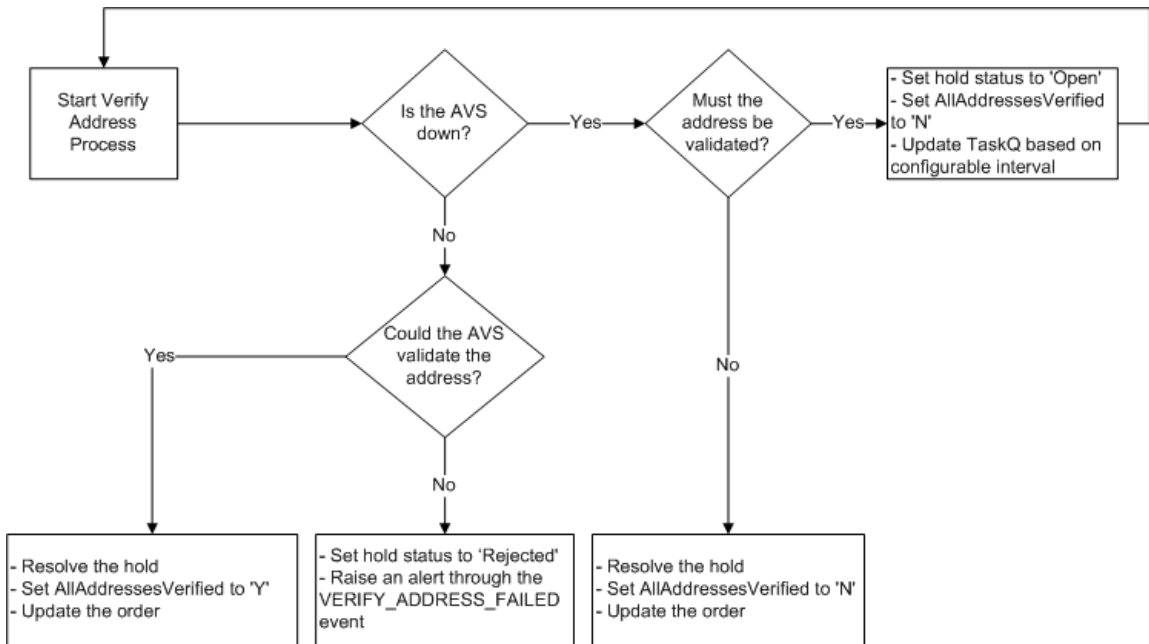 Start Verify
Address
Process
Is the AVS
down?
Yes
Must the
address be
validated?
Yes
- Set hold status to 'Open'
- Set AllAddressesVerified
to 'N'
- Update TaskQ based on
configurable interval
No
Could the AVS
validate the
address?
Yes
No
No
- Resolve the hold
- Set AllAddressesVerified to 'Y'
- Update the order
- Set hold status to ‘Rejected’
- Raise an alert through the
VERIFY_ADDRESS_FAILED
event
- Resolve the hold
- Set AllAddressesVerified to 'N'
- Update the order